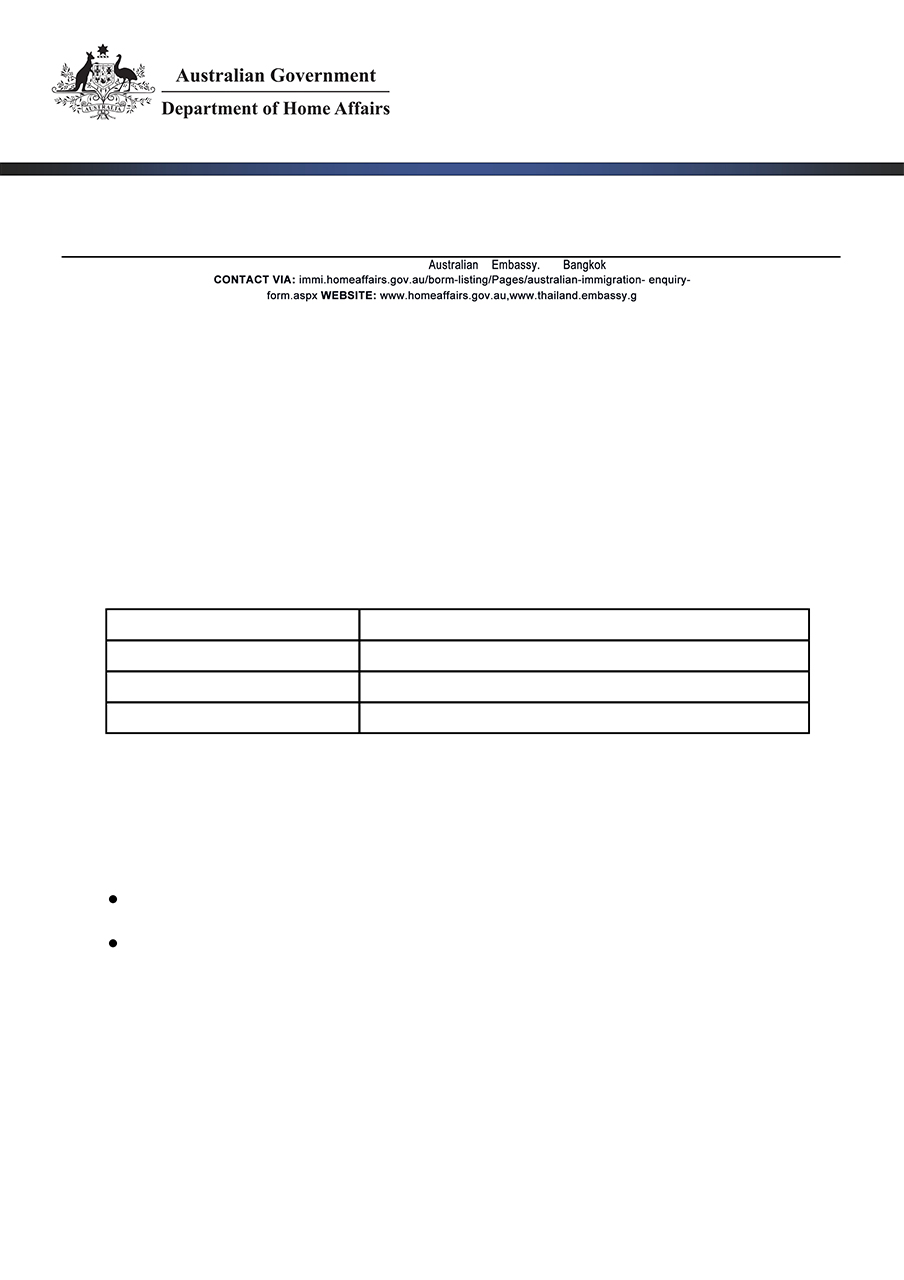 AUSTRALIA
Australian Government
Department of Home Affairs
Australian Embassy. Bangkok
CONTACT VIA: immi.homeaffairs.gov.au/borm-listing/Pages/australian-immigration- enquiry-
form.aspx WEBSITE: www.homeaffairs.gov.au,www.thailand.embassy.g